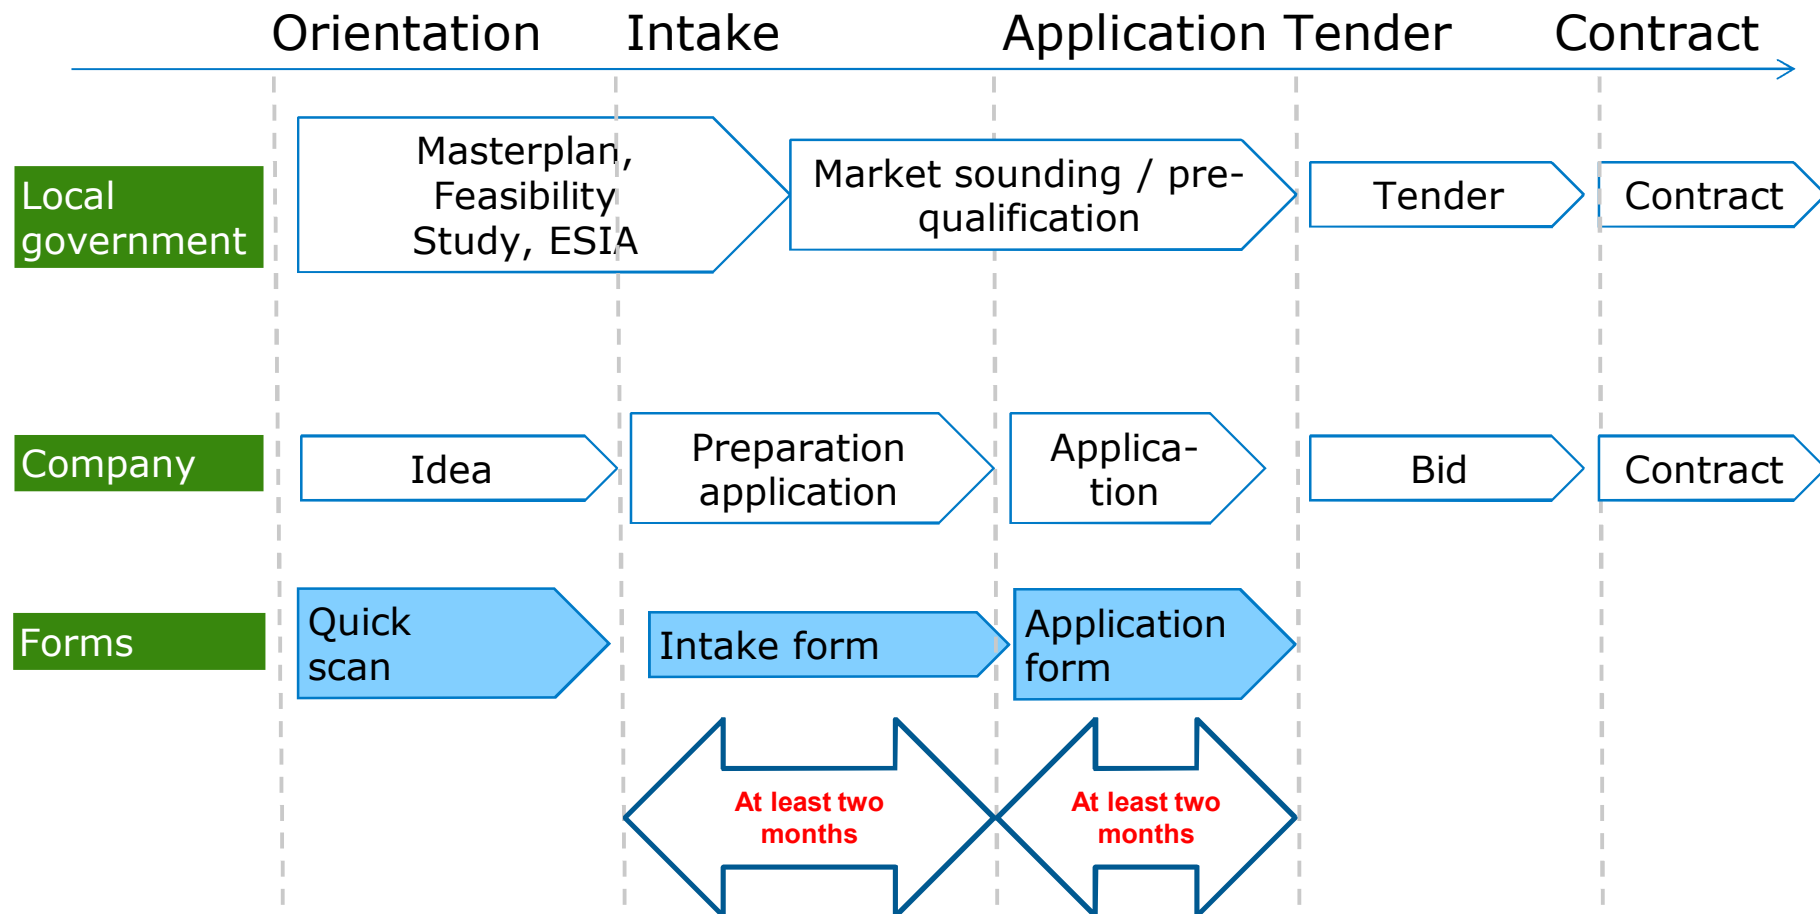 Orientation Intake Application Tender Contract
Local
government
Masterplan,
Feasibility
Study, ESIA
Market sounding / pre-
qualification
Tender
Contract
Company
Idea
Preparation
application
Applica-
tion
Bid
Contract
Forms
Quick
scan
Intake form
Application
form
At least two
months
At least two
months